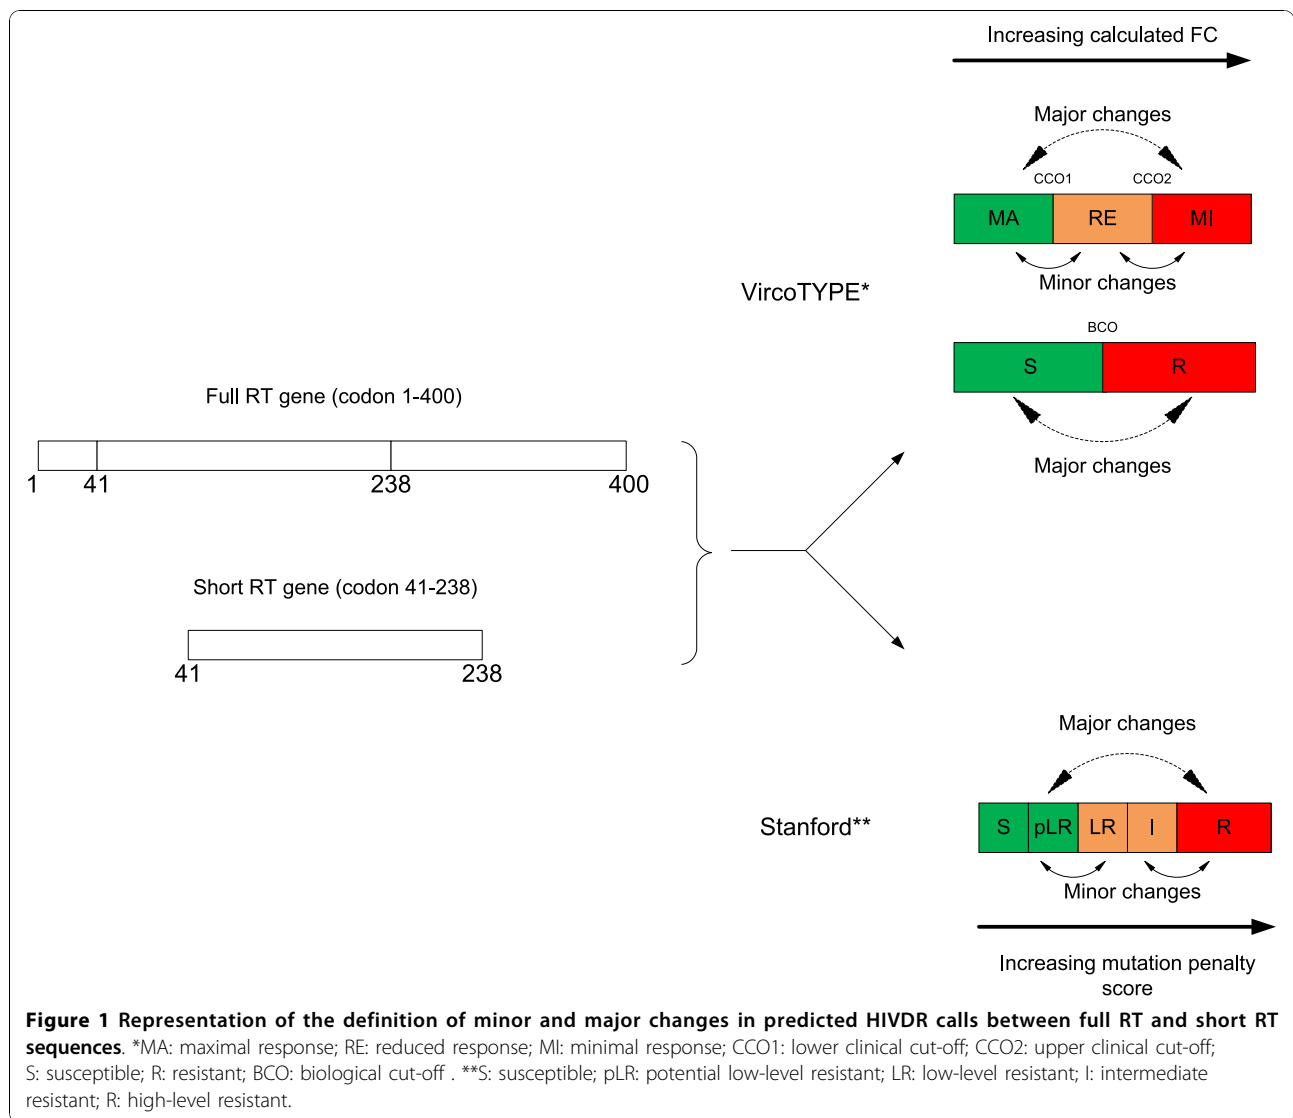 Increasing calculated FC
Major changes
CCO1 CCO2
MA RE MI
Minor changes
VircoTYPE*
BCO
S R
Major changes
Full RT gene (codon 1-400)
1 41 238 400
Short RT gene (codon 41-238)
41 238
Major changes
Stanford**
S pLR LR I R
Minor changes
Increasing mutation penalty
score
Figure 1 Representation of the definition of minor and major changes in predicted HIVDR calls between full RT and short RT
sequences. *MA: maximal response; RE: reduced response; MI: minimal response; CCO1: lower clinical cut-off; CCO2: upper clinical cut-off;
S: susceptible; R: resistant; BCO: biological cut-off . **S: susceptible; pLR: potential low-level resistant; LR: low-level resistant; I: intermediate
resistant; R: high-level resistant.